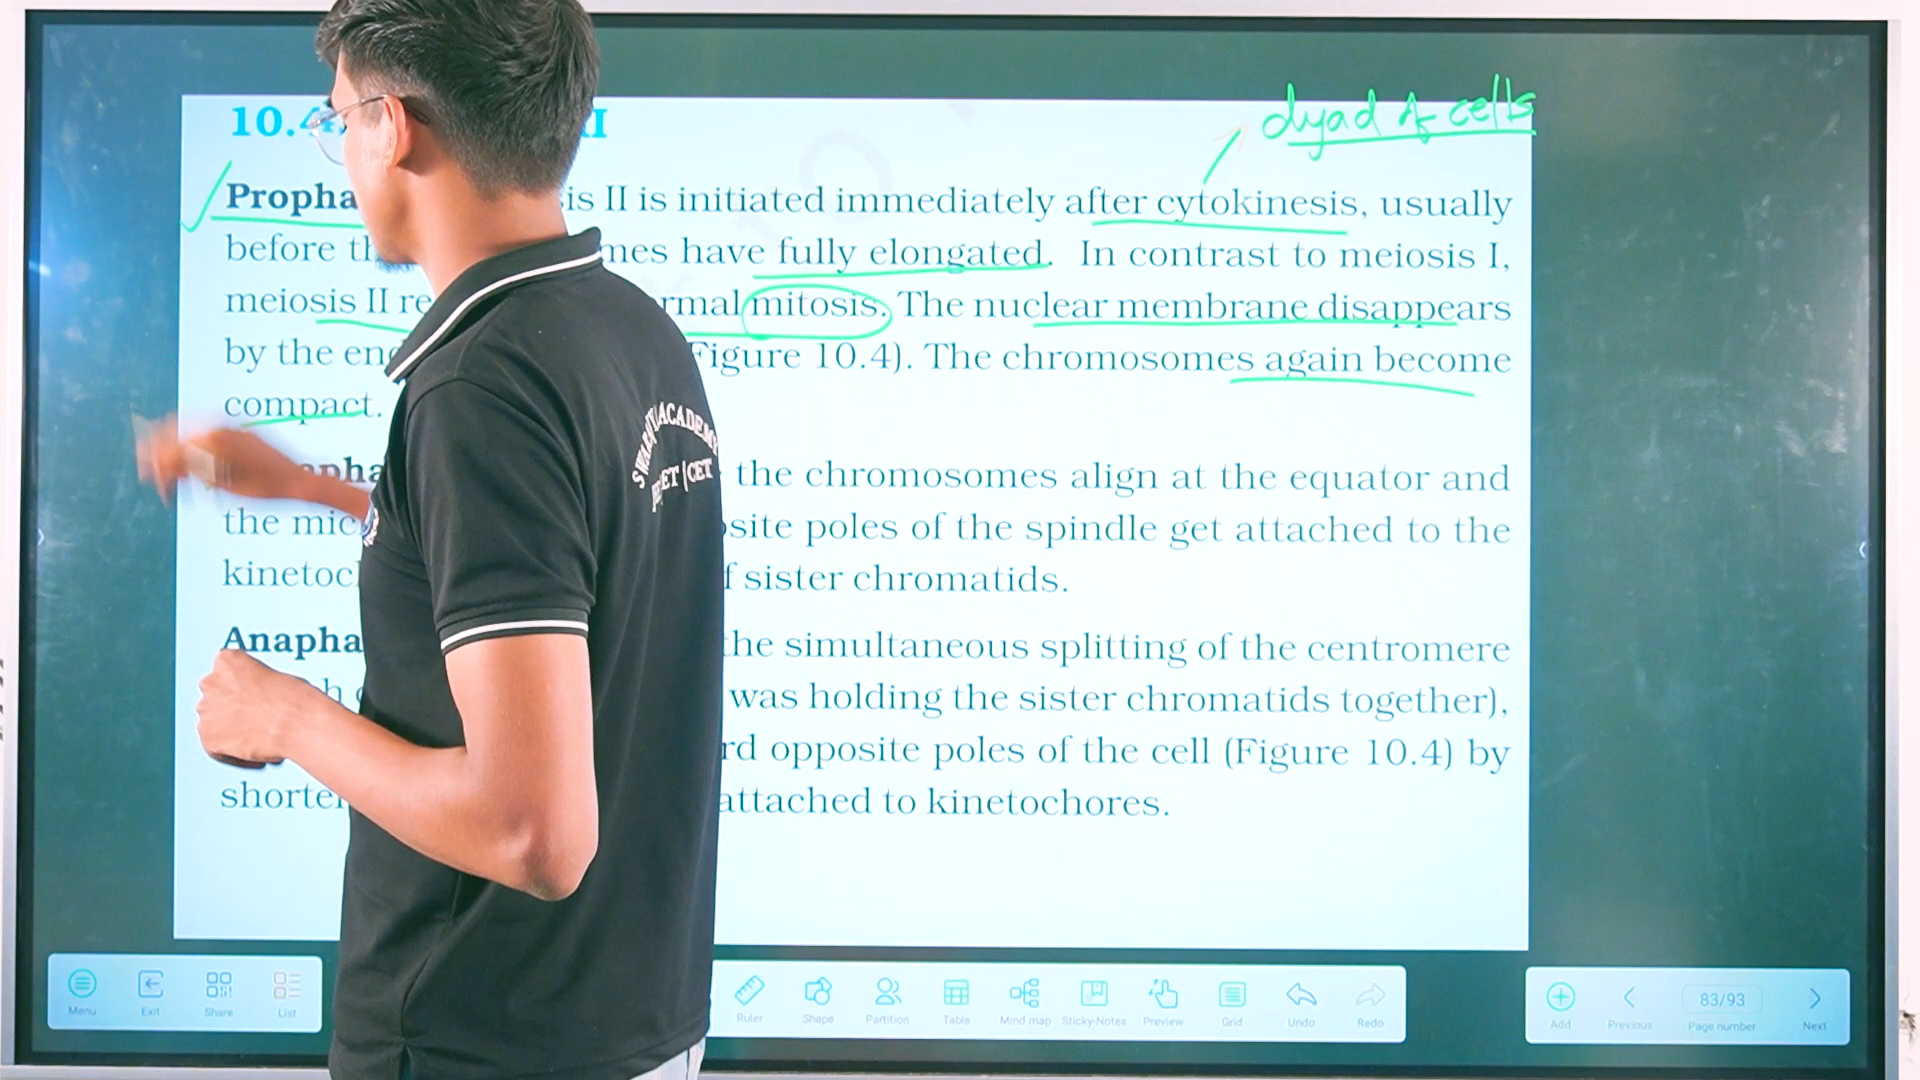 dyad of cells
10.4 II
Propha is II is initiated immediately after cytokinesis, usually
before th mes have fully elongated. In contrast to meiosis I,
meiosis II re rmal mitosis. The nuclear membrane disappears
by the end Figure 10.4). The chromosomes again become
compact.
apha the chromosomes align at the equator and
the mic site poles of the spindle get attached to the
kinetoc f sister chromatids.
Anapha the simultaneous splitting of the centromere
h was holding the sister chromatids together),
rd opposite poles of the cell (Figure 10.4) by
shorte attached to kinetochores.
ACADEM
ET|CET
Menu Exit Share List Ruler Shape Partition Table Mind map Sticky-Notes Preview Grid Undo Redo Add Previous 83/93 Page number Next